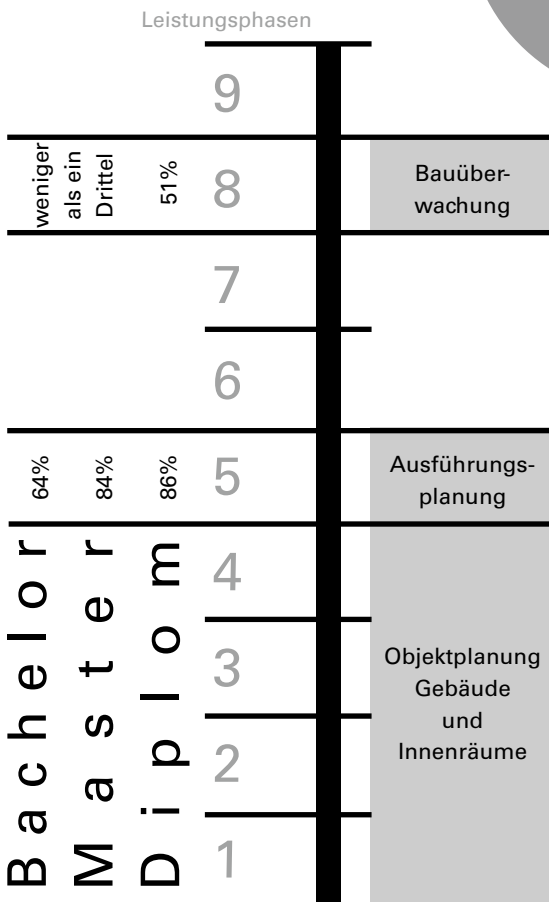 Leistungsphasen
9
weniger
als ein
Drittel
51%
8
Bauüber-
wachung
7
6
64%
84%
86%
5
Ausführungs-
planung
Bachelor
Master
Diplom
4
3
2
1
Objektplanung
Gebäude
und
Innenräume